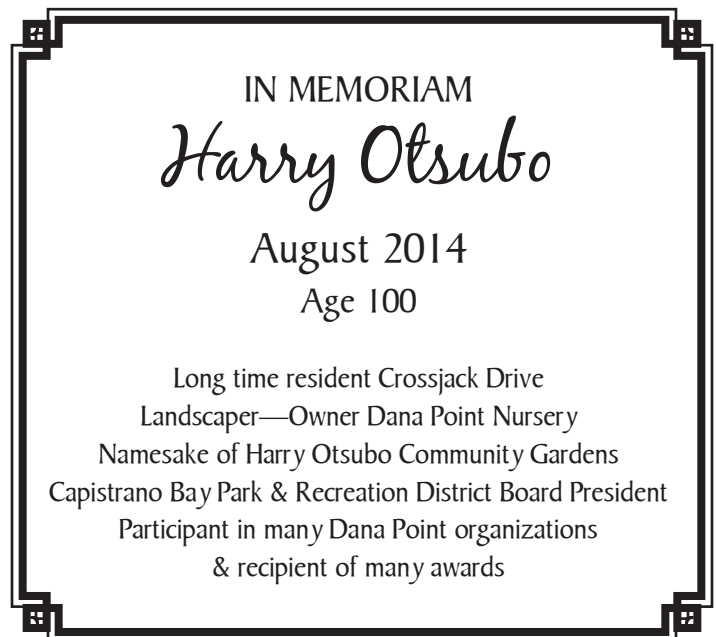 IN MEMORIAM
Harry Otsubo
August 2014
Age 100
Long time resident Crossjack Drive
Landscaper—Owner Dana Point Nursery
Namesake of Harry Otsubo Community Gardens
Capistrano Bay Park & Recreation District Board President
Participant in many Dana Point organizations
& recipient of many awards